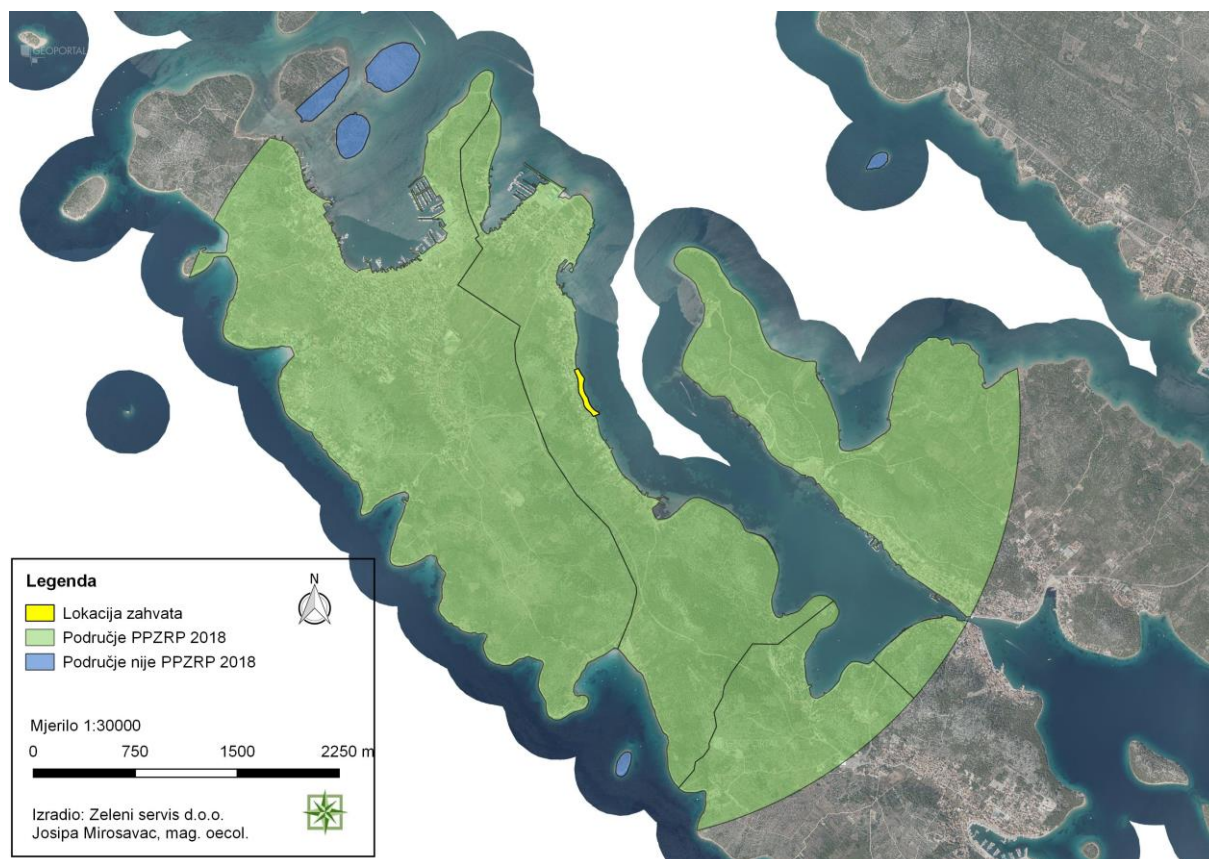 GEOPORTAL
Legenda
N
Lokacija zahvata
Područje PPZRP 2018
Područje nije PPZRP 2018
Mjerilo 1:30000
0 750 1500 2250 m
Izradio: Zeleni servis d.o.o.
Josipa Mirosavac, mag. oecol.